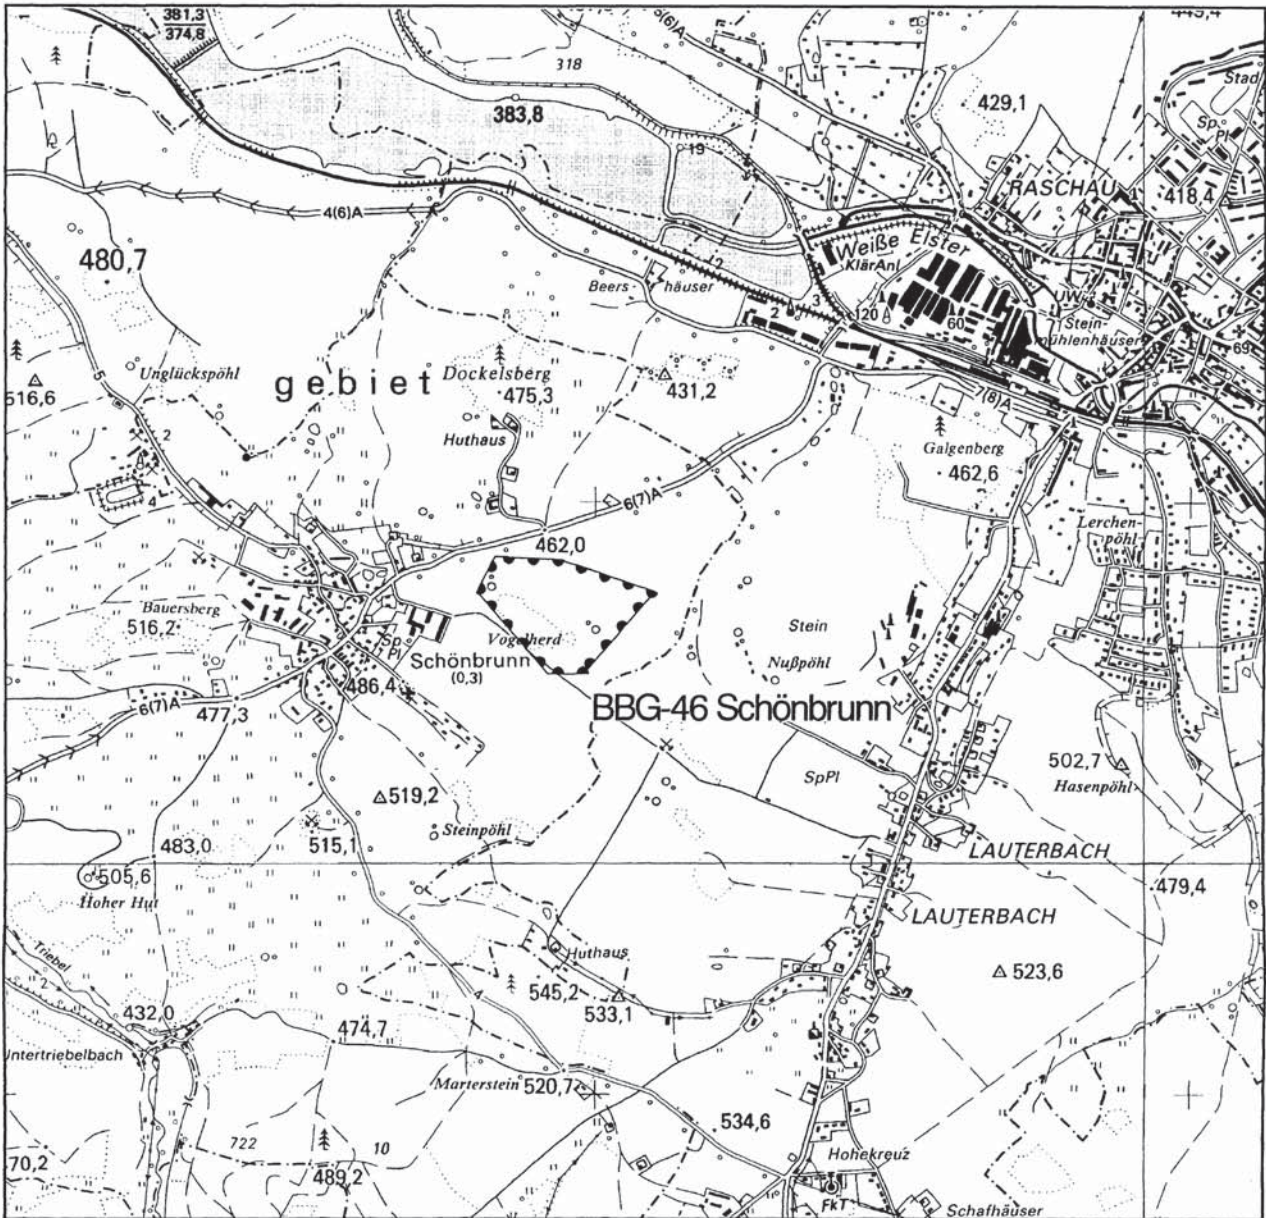 381,3
374,8
318
383,8
19
429,1
Stad
Sp
Pl
RASCHAU
418,4
4(6)A
480,7
Weiße Elster
KlärAnl
Beers-
häuser
2
3
120
60
UW
Stein-
mühlenhäuser
69
5
Unglückspöhl
516,6
gebiet
Dockelsberg
475,3
431,2
7(8)A
Huthaus
Galgenberg
462,6
2
4
6(7)A
462,0
Lerchen-
pöhl
Bauersberg
516,2
Sp
Pl
Vogelherd
Stein
Nußpöhl
Schönbrunn
(0,3)
486,4
BBG-46 Schönbrunn
6(7)A
477,3
SpPl
502,7
Hasenpöhl
519,2
Steinpöhl
515,1
483,0
505,6
Hoher Hut
LAUTERBACH
LAUTERBACH
479,4
Triebel
Huthaus
545,2
533,1
523,6
432,0
474,7
4
Untertriebelbach
Marterstein
520,7
534,6
722
10
70,2
489,2
Hohekreuz
FkT
Schafhäuser